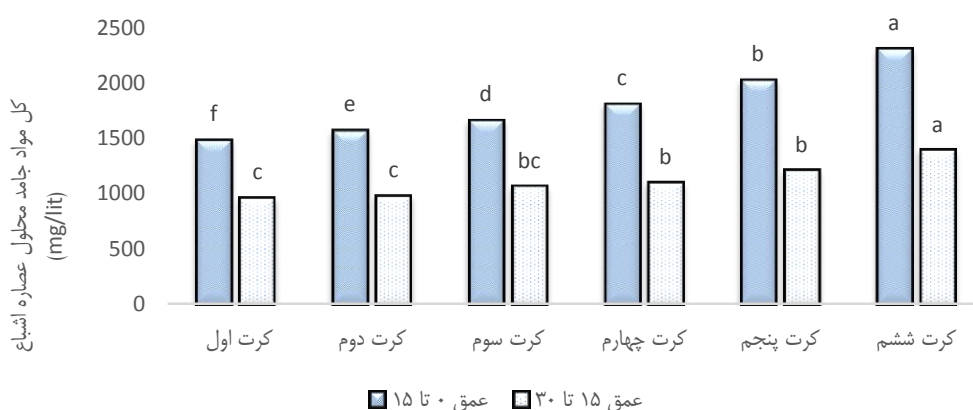 کل مواد جامد محلول عصاره اشباع
(mg/lit)
2500
2000
1500
1000
500
0
f
c
e
c
d
bc
c
b
b
b
a
a
کرت اول
کرت دوم
کرت سوم
کرت چهارم
کرت پنجم
کرت ششم
عمق ۰ تا ۱۵
عمق ۱۵ تا ۳۰